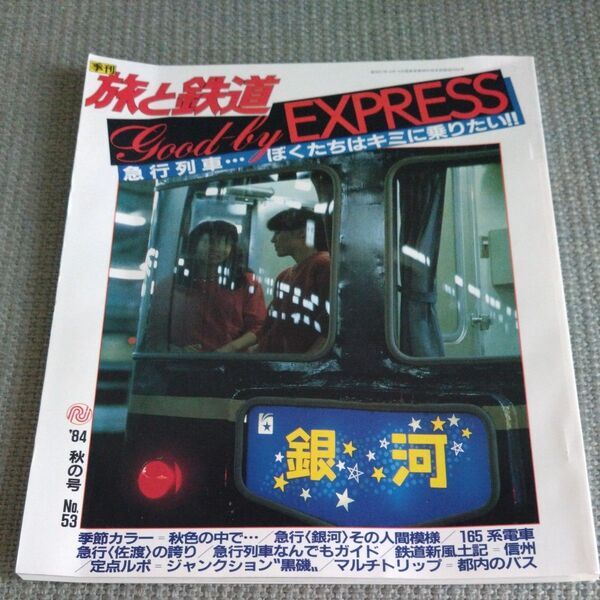 季刊
旅と鉄道
Good-by EXPRESS
急行列車… ぼくたちはキミに乗りたい!!
銀河
'84 秋の号 No.53
季節カラー=秋色の中で…/急行〈銀河〉その人間模様/165系電車
急行〈佐渡〉の誇り/急行列車なんでもガイド/鉄道新風土記=信州
/定点ルポ=ジャンクション"黒磯"/マルチトリップ=都内のバス